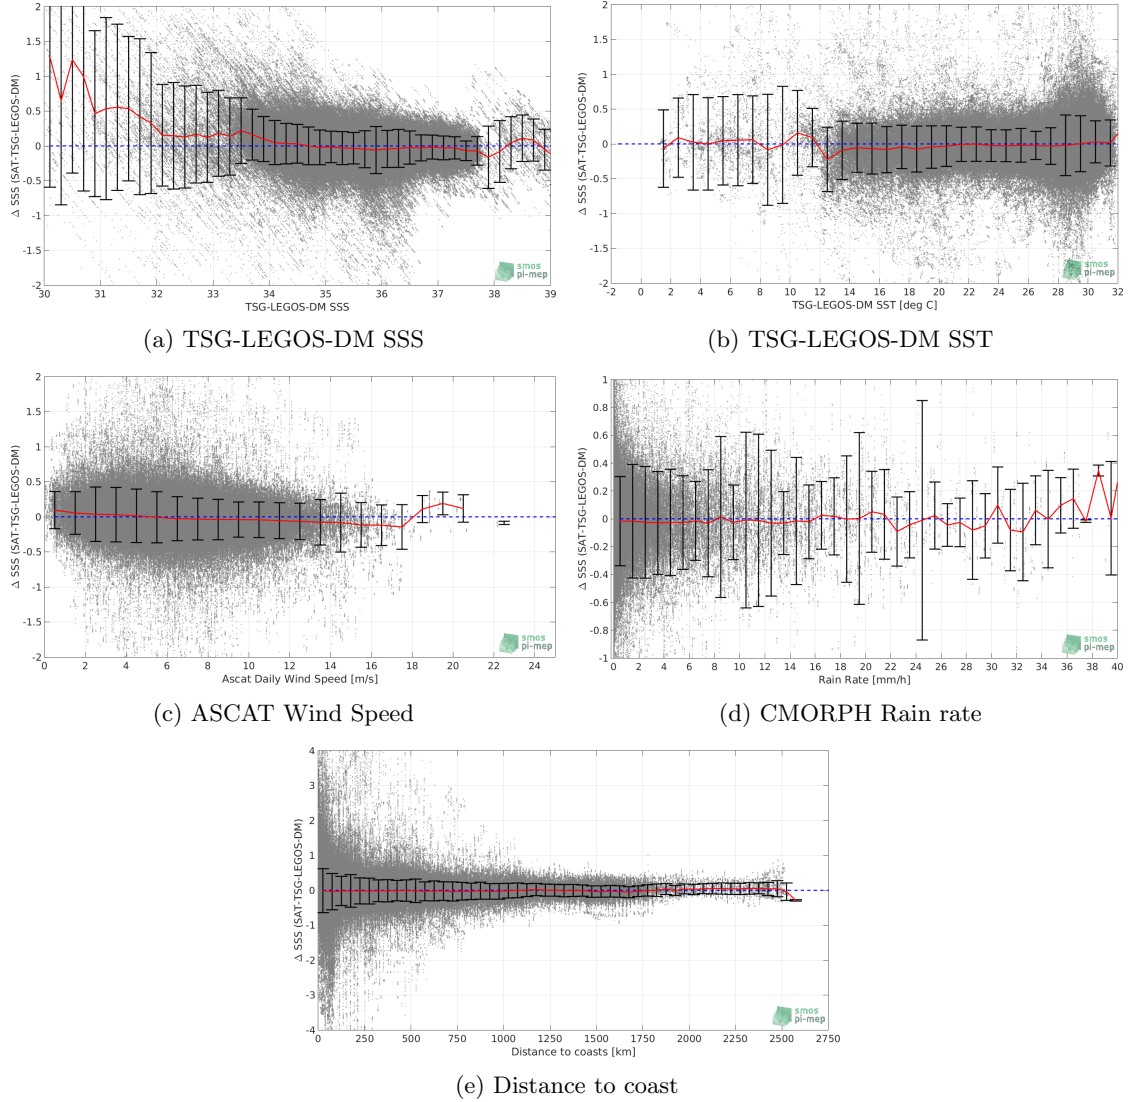 2
1.5
1
0.5
0
-0.5
-1
-1.5
-2
Δ SSS (SAT-TSG-LEGOS-DM)
30 31 32 33 34 35 36 37 38 39
TSG-LEGOS-DM SSS
smos
pi-mep
(a) TSG-LEGOS-DM SSS
2
1.5
1
0.5
0
-0.5
-1
-1.5
-2
Δ SSS (SAT-TSG-LEGOS-DM)
-2 0 2 4 6 8 10 12 14 16 18 20 22 24 26 28 30 32
TSG-LEGOS-DM SST [deg C]
smos
pi-mep
(b) TSG-LEGOS-DM SST
2
1.5
1
0.5
0
-0.5
-1
-1.5
-2
Δ SSS (SAT-TSG-LEGOS-DM)
0 2 4 6 8 10 12 14 16 18 20 22 24
Ascat Daily Wind Speed [m/s]
smos
pi-mep
(c) ASCAT Wind Speed
1
0.8
0.6
0.4
0.2
0
-0.2
-0.4
-0.6
-0.8
-1
Δ SSS (SAT-TSG-LEGOS-DM)
0 2 4 6 8 10 12 14 16 18 20 22 24 26 28 30 32 34 36 38 40
Rain Rate [mm/h]
smos
pi-mep
(d) CMORPH Rain rate
4
3
2
1
0
-1
-2
-3
-4
Δ SSS (SAT-TSG-LEGOS-DM)
0 250 500 750 1000 1250 1500 1750 2000 2250 2500 2750
Distance to coasts [km]
smos
pi-mep
(e) Distance to coast